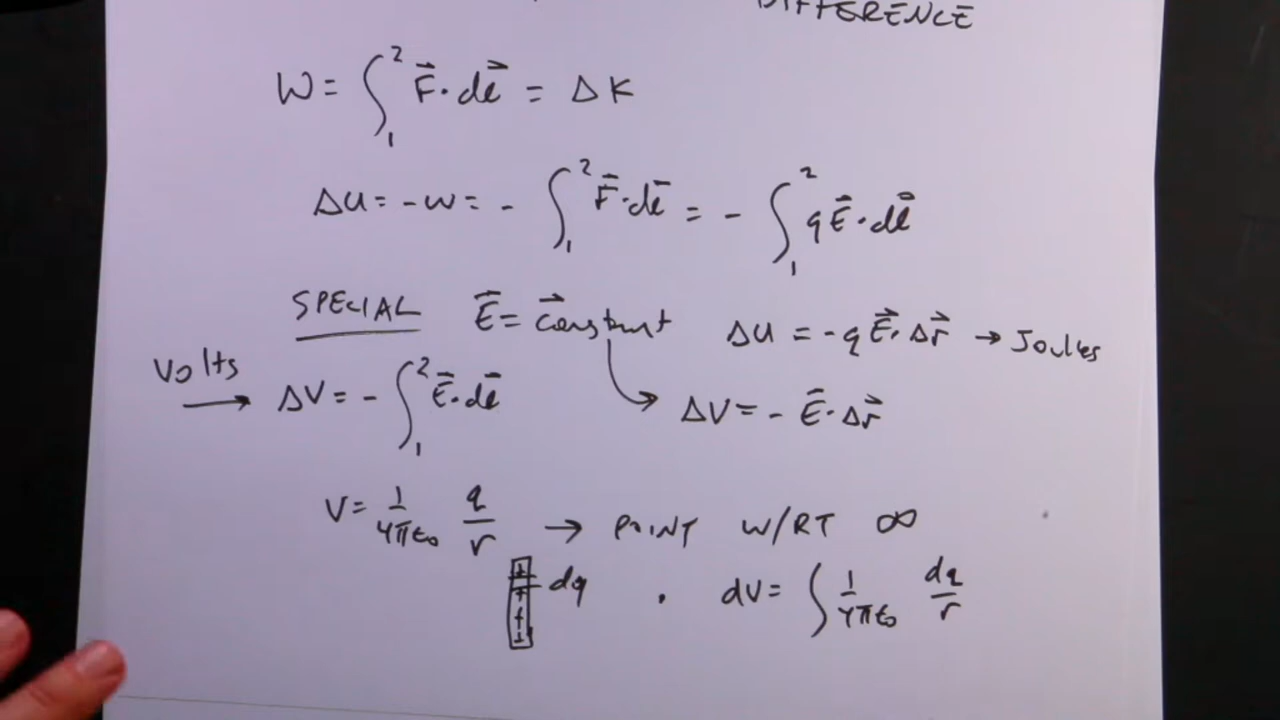 DIFFERENCE
W = ∫₁² F⃗ · dl⃗ = ΔK
ΔU = -W = - ∫₁² F⃗ · dl⃗ = - ∫₁² qE⃗ · dl⃗
SPECIAL E⃗ = constant ΔU = -q E⃗ · Δr⃗ → Joules
Volts → ΔV = - ∫₁² E⃗ · dl⃗ ΔV = - E⃗ · Δr⃗
V = 1/4πε₀ q/r → POINT W/RT ∞
+ + + + dq . dV = ∫ 1/4πε₀ dq/r